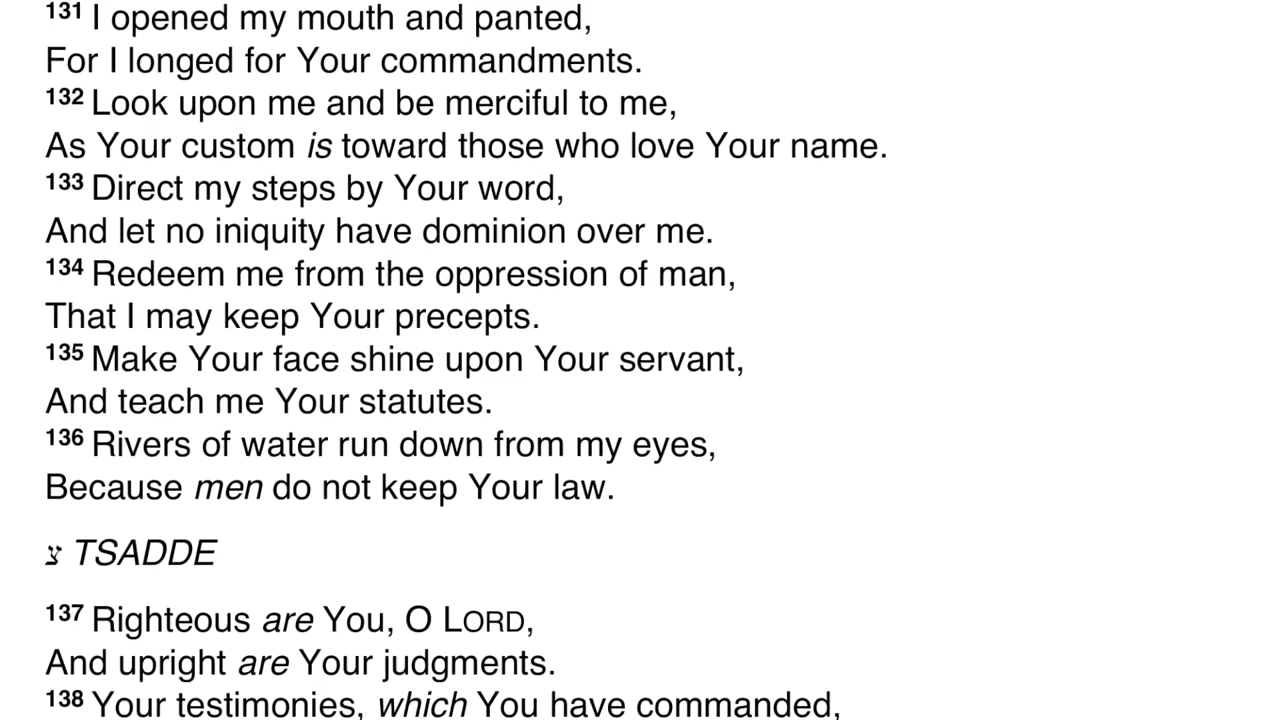 131 I opened my mouth and panted,
For I longed for Your commandments.
132 Look upon me and be merciful to me,
As Your custom is toward those who love Your name.
133 Direct my steps by Your word,
And let no iniquity have dominion over me.
134 Redeem me from the oppression of man,
That I may keep Your precepts.
135 Make Your face shine upon Your servant,
And teach me Your statutes.
136 Rivers of water run down from my eyes,
Because men do not keep Your law.
צ TSADDE
137 Righteous are You, O LORD,
And upright are Your judgments.
138 Your testimonies, which You have commanded,